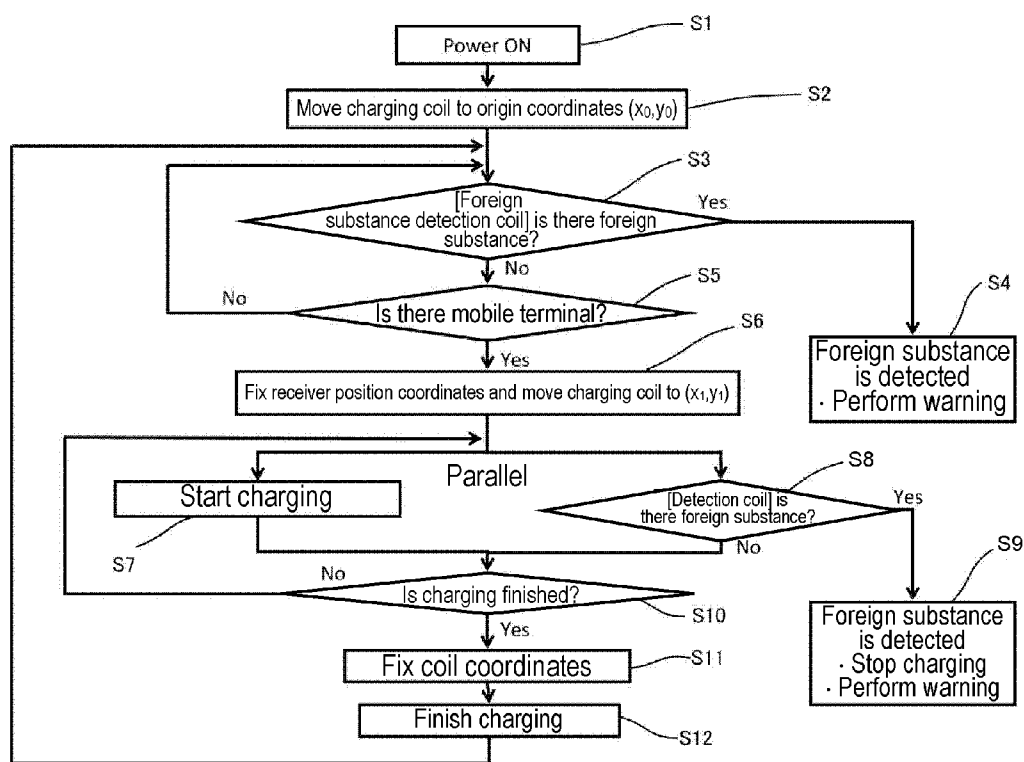 S1
Power ON
S2
Move charging coil to origin coordinates (x₀,y₀)
S3
[Foreign
substance detection coil] is there foreign
substance?
Yes
No
S4
Foreign substance
is detected
· Perform warning
S5
Is there mobile terminal?
No
Yes
S6
Fix receiver position coordinates and move charging coil to (x₁,y₁)
Parallel
Start charging
S7
S8
[Detection coil] is
there foreign substance?
Yes
No
S9
Foreign substance
is detected
· Stop charging
· Perform warning
Is charging finished?
No
S10
Yes
Fix coil coordinates
S11
Finish charging
S12